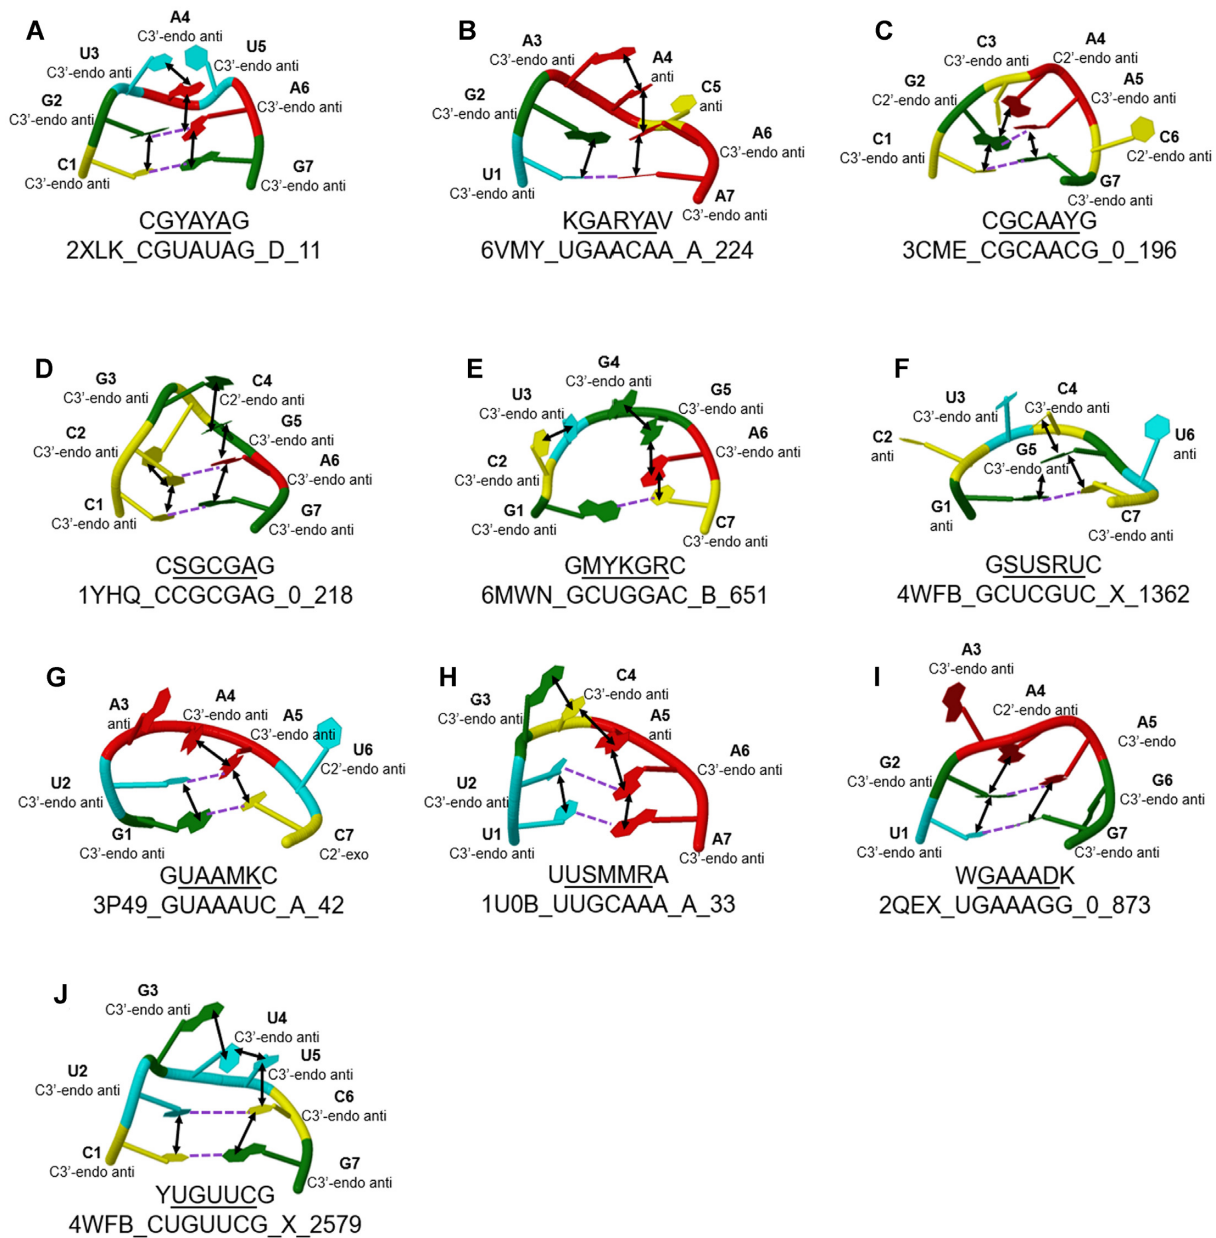 A
A4
C3'-endo anti
U3
C3'-endo anti
U5
C3'-endo anti
G2
C3'-endo anti
A6
C3'-endo anti
C1
C3'-endo anti
G7
C3'-endo anti
CGYAYAG
2XLK_CGUAUAG_D_11
B
A3
C3'-endo anti
A4
anti
C5
anti
G2
C3'-endo anti
A6
C3'-endo anti
U1
C3'-endo anti
A7
C3'-endo anti
KGARYAV
6VMY_UGAACAA_A_224
C
C3
C3'-endo anti
A4
C2'-endo anti
G2
C2'-endo anti
A5
C3'-endo anti
C1
C3'-endo anti
C6
C2'-endo anti
G7
C3'-endo anti
CGCAAYG
3CME_CGCAACG_0_196
D
G3
C3'-endo anti
C4
C2'-endo anti
G5
C3'-endo anti
C2
C3'-endo anti
A6
C3'-endo anti
C1
C3'-endo anti
G7
C3'-endo anti
CSGCGAG
1YHQ_CCGCGAG_0_218
E
G4
C3'-endo anti
U3
C3'-endo anti
G5
C3'-endo anti
A6
C3'-endo anti
C2
C3'-endo anti
G1
C3'-endo anti
C7
C3'-endo anti
GMYKGRC
6MWN_GCUGGAC_B_651
F
U3
C3'-endo anti
C4
C3'-endo anti
C2
anti
G5
C3'-endo anti
U6
anti
G1
anti
C7
C3'-endo anti
GSUSRUC
4WFB_GCUCGUC_X_1362
G
A3
anti
A4
C3'-endo anti
A5
C3'-endo anti
U2
C3'-endo anti
U6
C2'-endo anti
G1
C3'-endo anti
C7
C2'-exo
GUAAMKC
3P49_GUAAAUC_A_42
H
G3
C3'-endo anti
C4
C3'-endo anti
A5
anti
U2
C3'-endo anti
A6
C3'-endo anti
U1
C3'-endo anti
A7
C3'-endo anti
UUSMMRA
1U0B_UUGCAAA_A_33
I
A3
C3'-endo anti
A4
C2'-endo anti
A5
C3'-endo
G2
C3'-endo anti
G6
C3'-endo anti
U1
C3'-endo anti
G7
C3'-endo anti
WGAAADK
2QEX_UGAAAGG_0_873
J
G3
C3'-endo anti
U4
C3'-endo anti
U5
C3'-endo anti
U2
C3'-endo anti
C6
C3'-endo anti
C1
C3'-endo anti
G7
C3'-endo anti
YUGUUCG
4WFB_CUGUUCG_X_2579